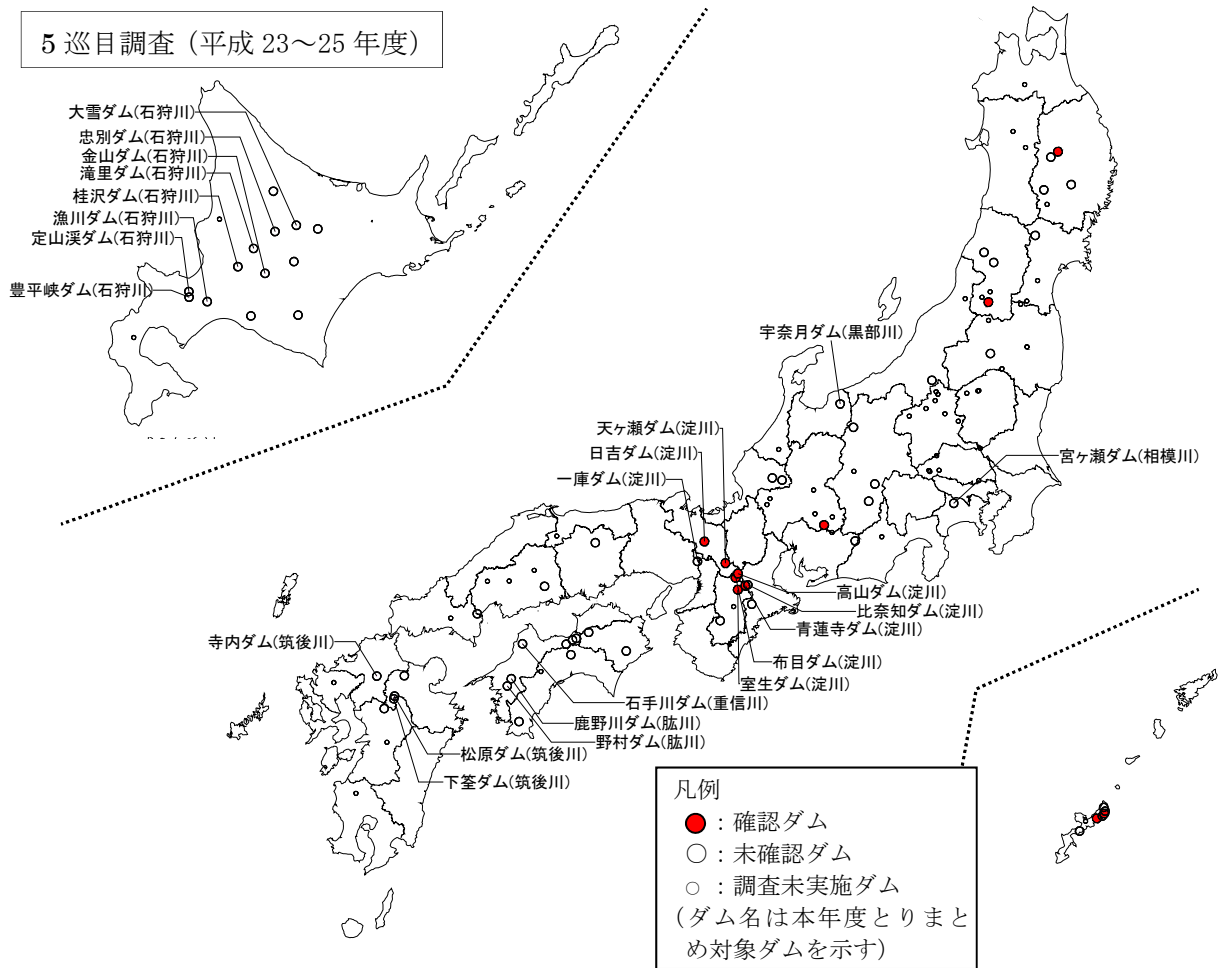 5 巡目調査（平成 23～25 年度）
大雪ダム(石狩川)
忠別ダム(石狩川)
金山ダム(石狩川)
滝里ダム(石狩川)
桂沢ダム(石狩川)
漁川ダム(石狩川)
定山渓ダム(石狩川)
豊平峡ダム(石狩川)
宇奈月ダム(黒部川)
天ヶ瀬ダム(淀川)
日吉ダム(淀川)
一庫ダム(淀川)
宮ヶ瀬ダム(相模川)
高山ダム(淀川)
比奈知ダム(淀川)
青蓮寺ダム(淀川)
布目ダム(淀川)
室生ダム(淀川)
寺内ダム(筑後川)
石手川ダム(重信川)
鹿野川ダム(肱川)
野村ダム(肱川)
松原ダム(筑後川)
下筌ダム(筑後川)
凡例
：確認ダム
○：未確認ダム
○：調査未実施ダム
(ダム名は本年度とりまと
め対象ダムを示す)